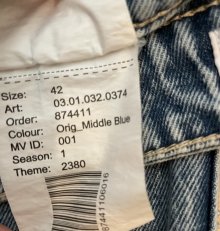 Size: 42
Art: 03.01.032.0374
Order: 874411
Colour: Orig_Middle Blue
MV ID: 001
Season: 1
Theme: 2380
87441106016